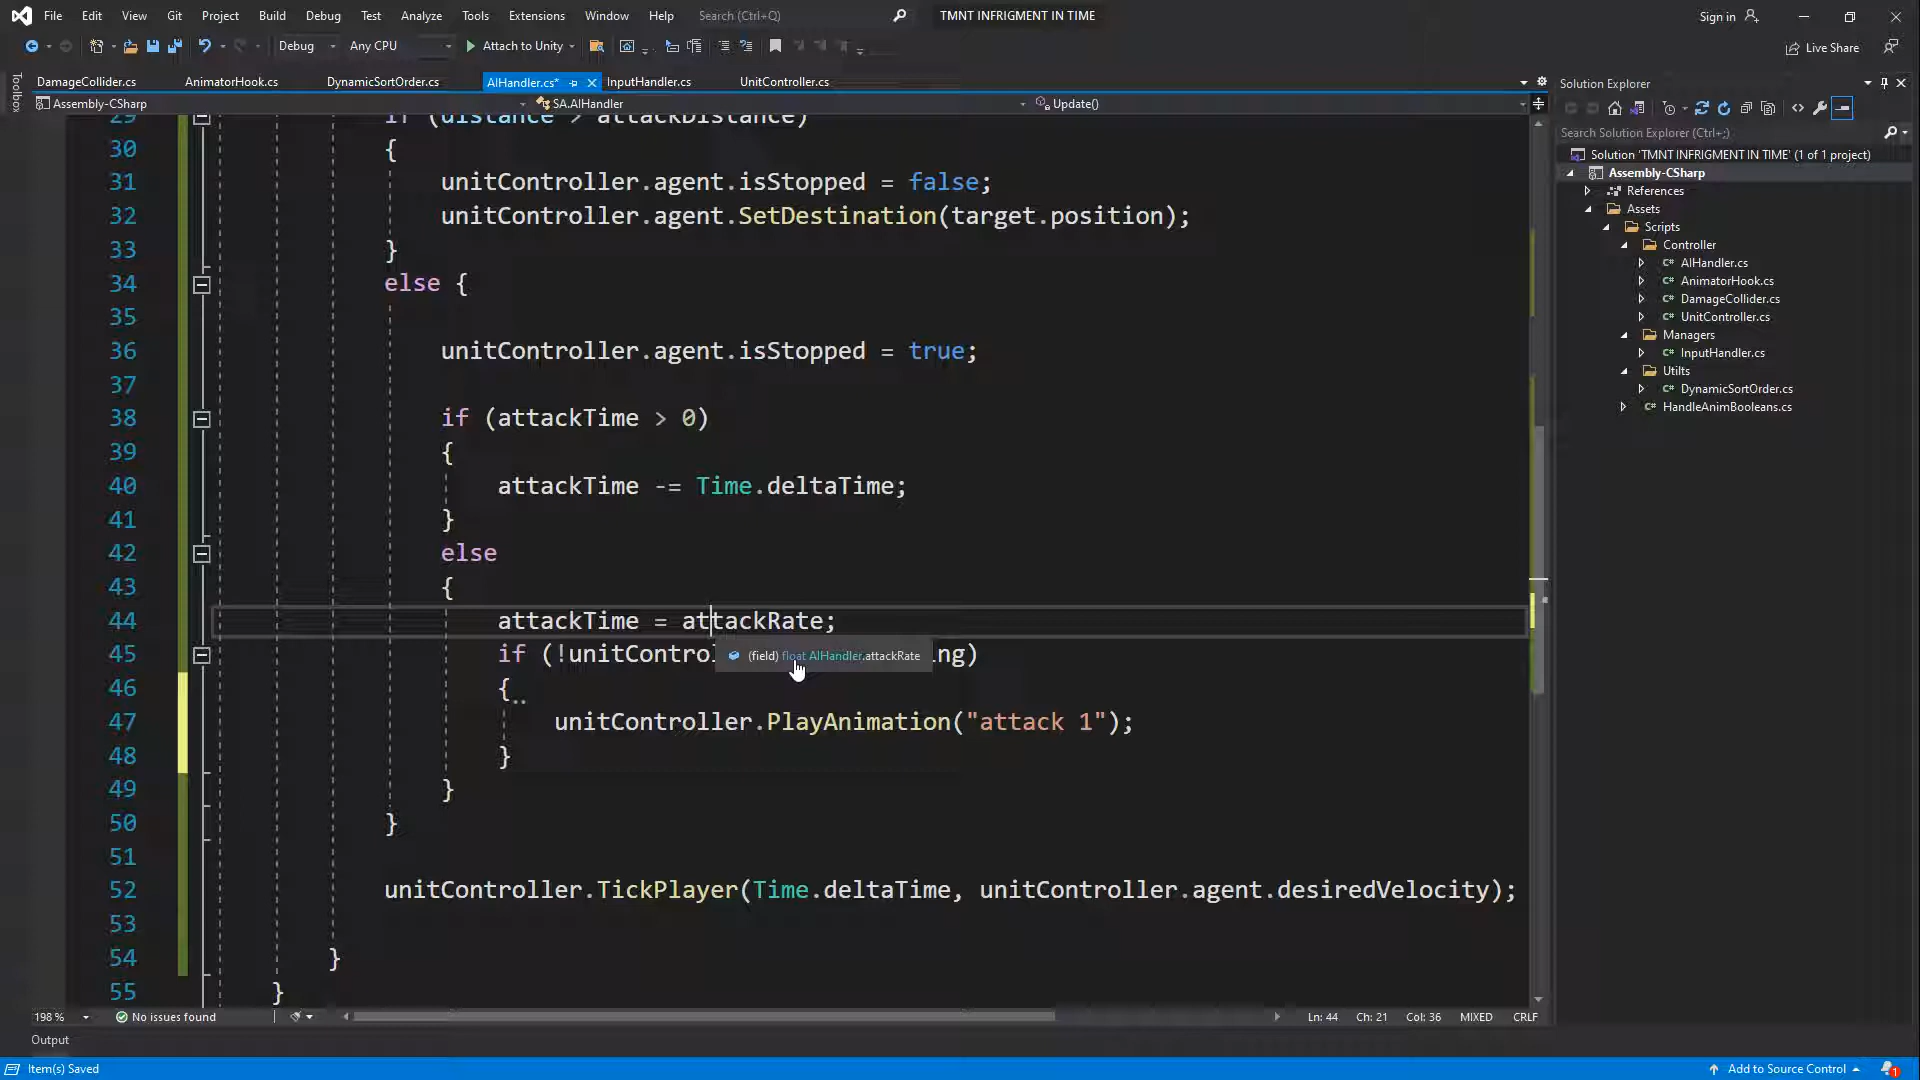 File Edit View Git Project Build Debug Test Analyze Tools Extensions Window Help Search (Ctrl+Q) TMNT INFRIGMENT IN TIME Sign in
Debug Any CPU Attach to Unity Live Share
Toolbox
DamageCollider.cs AnimatorHook.cs DynamicSortOrder.cs AIHandler.cs* InputHandler.cs UnitController.cs
Assembly-CSharp SA.AIHandler Update()
29 if (distance > attackDistance)
30 {
31 unitController.agent.isStopped = false;
32 unitController.agent.SetDestination(target.position);
33 }
34 else {
35
36 unitController.agent.isStopped = true;
37
38 if (attackTime > 0)
39 {
40 attackTime -= Time.deltaTime;
41 }
42 else
43 {
44 attackTime = attackRate;
45 if (!unitContro ng)
(field) float AIHandler.attackRate
46 {
47 unitController.PlayAnimation("attack 1");
48 }
49 }
50 }
51
52 unitController.TickPlayer(Time.deltaTime, unitController.agent.desiredVelocity);
53
54 }
55 }
198 % No issues found Ln: 44 Ch: 21 Col: 36 MIXED CRLF
Output
Item(s) Saved Add to Source Control 1
Solution Explorer
Search Solution Explorer (Ctrl+;)
Solution 'TMNT INFRIGMENT IN TIME' (1 of 1 project)
Assembly-CSharp
References
Assets
Scripts
Controller
C# AIHandler.cs
C# AnimatorHook.cs
C# DamageCollider.cs
C# UnitController.cs
Managers
C# InputHandler.cs
Utilts
C# DynamicSortOrder.cs
C# HandleAnimBooleans.cs